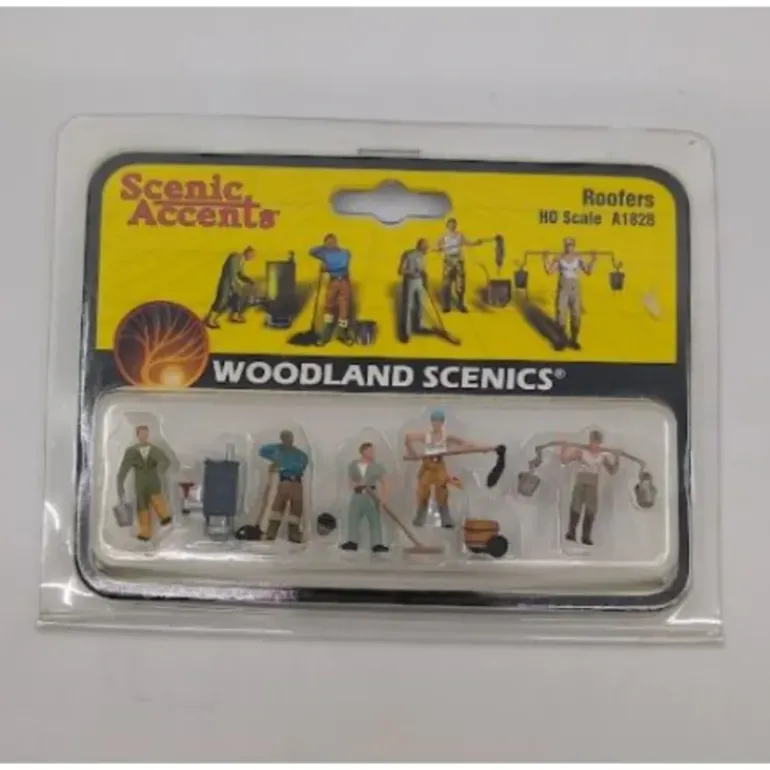 Scenic
Accents
Roofers
HO Scale A1828
WOODLAND SCENICS®